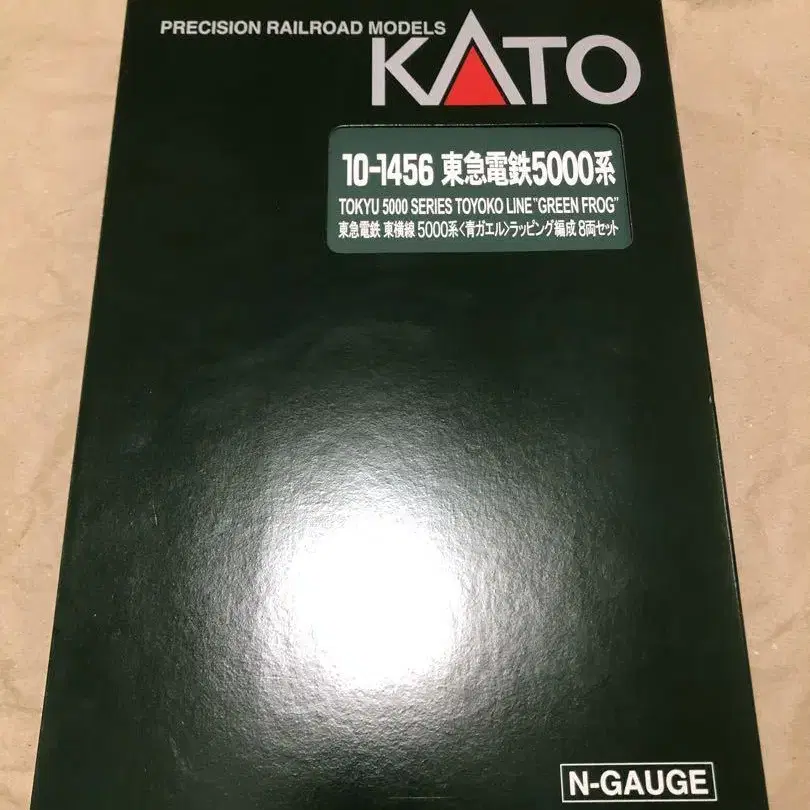 PRECISION RAILROAD MODELS
KATO
10-1456 東急電鉄5000系
TOKYU 5000 SERIES TOYOKO LINE "GREEN FROG"
東急電鉄 東横線 5000系〈青ガエル〉ラッピング編成 8両セット
N-GAUGE